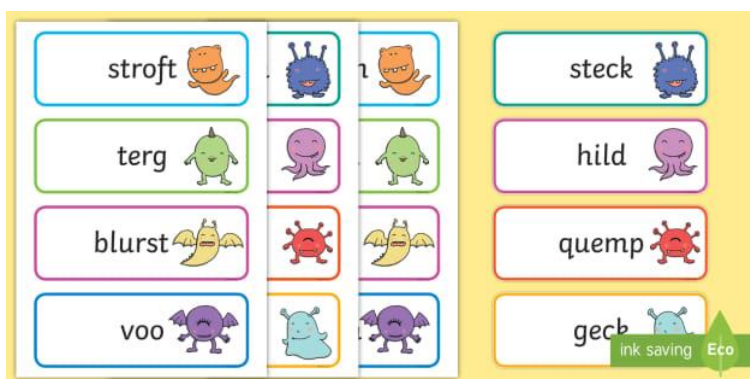 stroft
terg
blurst
voo
steck
hild
quemp
geck
ink saving Eco